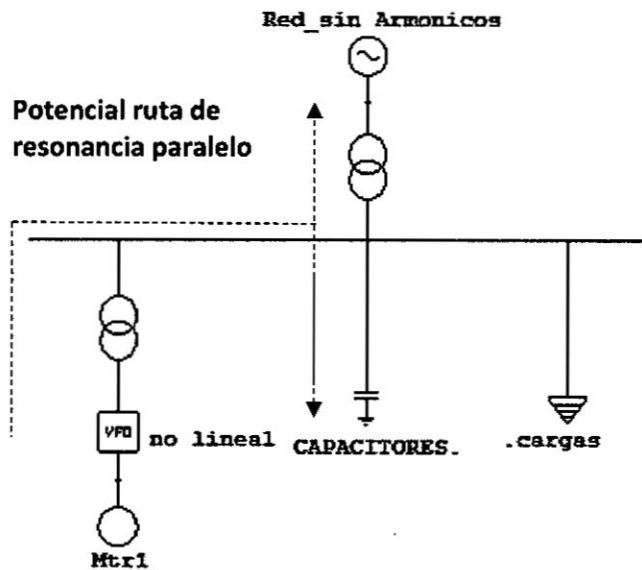 Red_sin Armonicos
Potencial ruta de
resonancia paralelo
VFD
no lineal
CAPACITORES.
.cargas
Mtr1